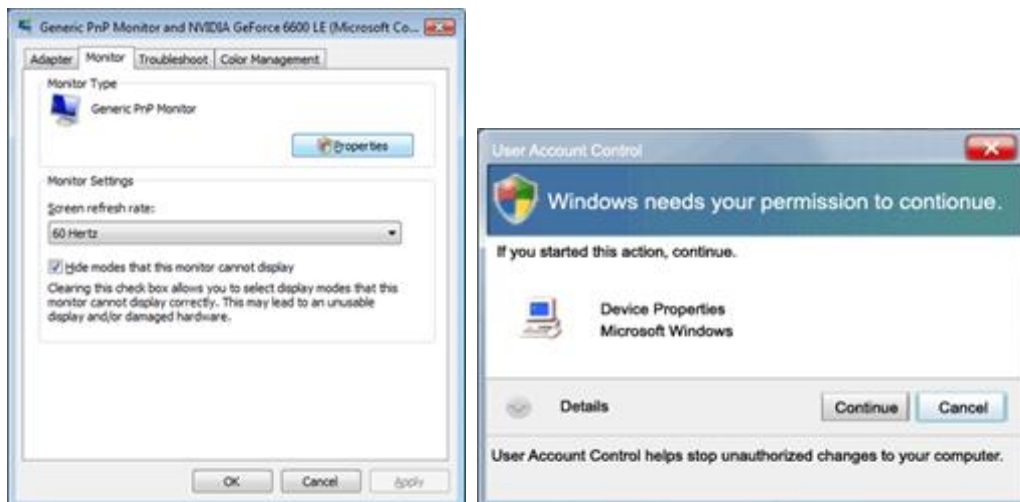 Generic PnP Monitor and NVIDIA GeForce 6600 LE (Microsoft Co...
Adapter Monitor Troubleshoot Color Management
Monitor Type
Generic PnP Monitor
Properties
Monitor Settings
Screen refresh rate:
60 Hertz
Hide modes that this monitor cannot display
Clearing this check box allows you to select display modes that this
monitor cannot display correctly. This may lead to an unusable
display and/or damaged hardware.
OK Cancel Apply
User Account Control
Windows needs your permission to contionue.
If you started this action, continue.
Device Properties
Microsoft Windows
Details Continue Cancel
User Account Control helps stop unauthorized changes to your computer.